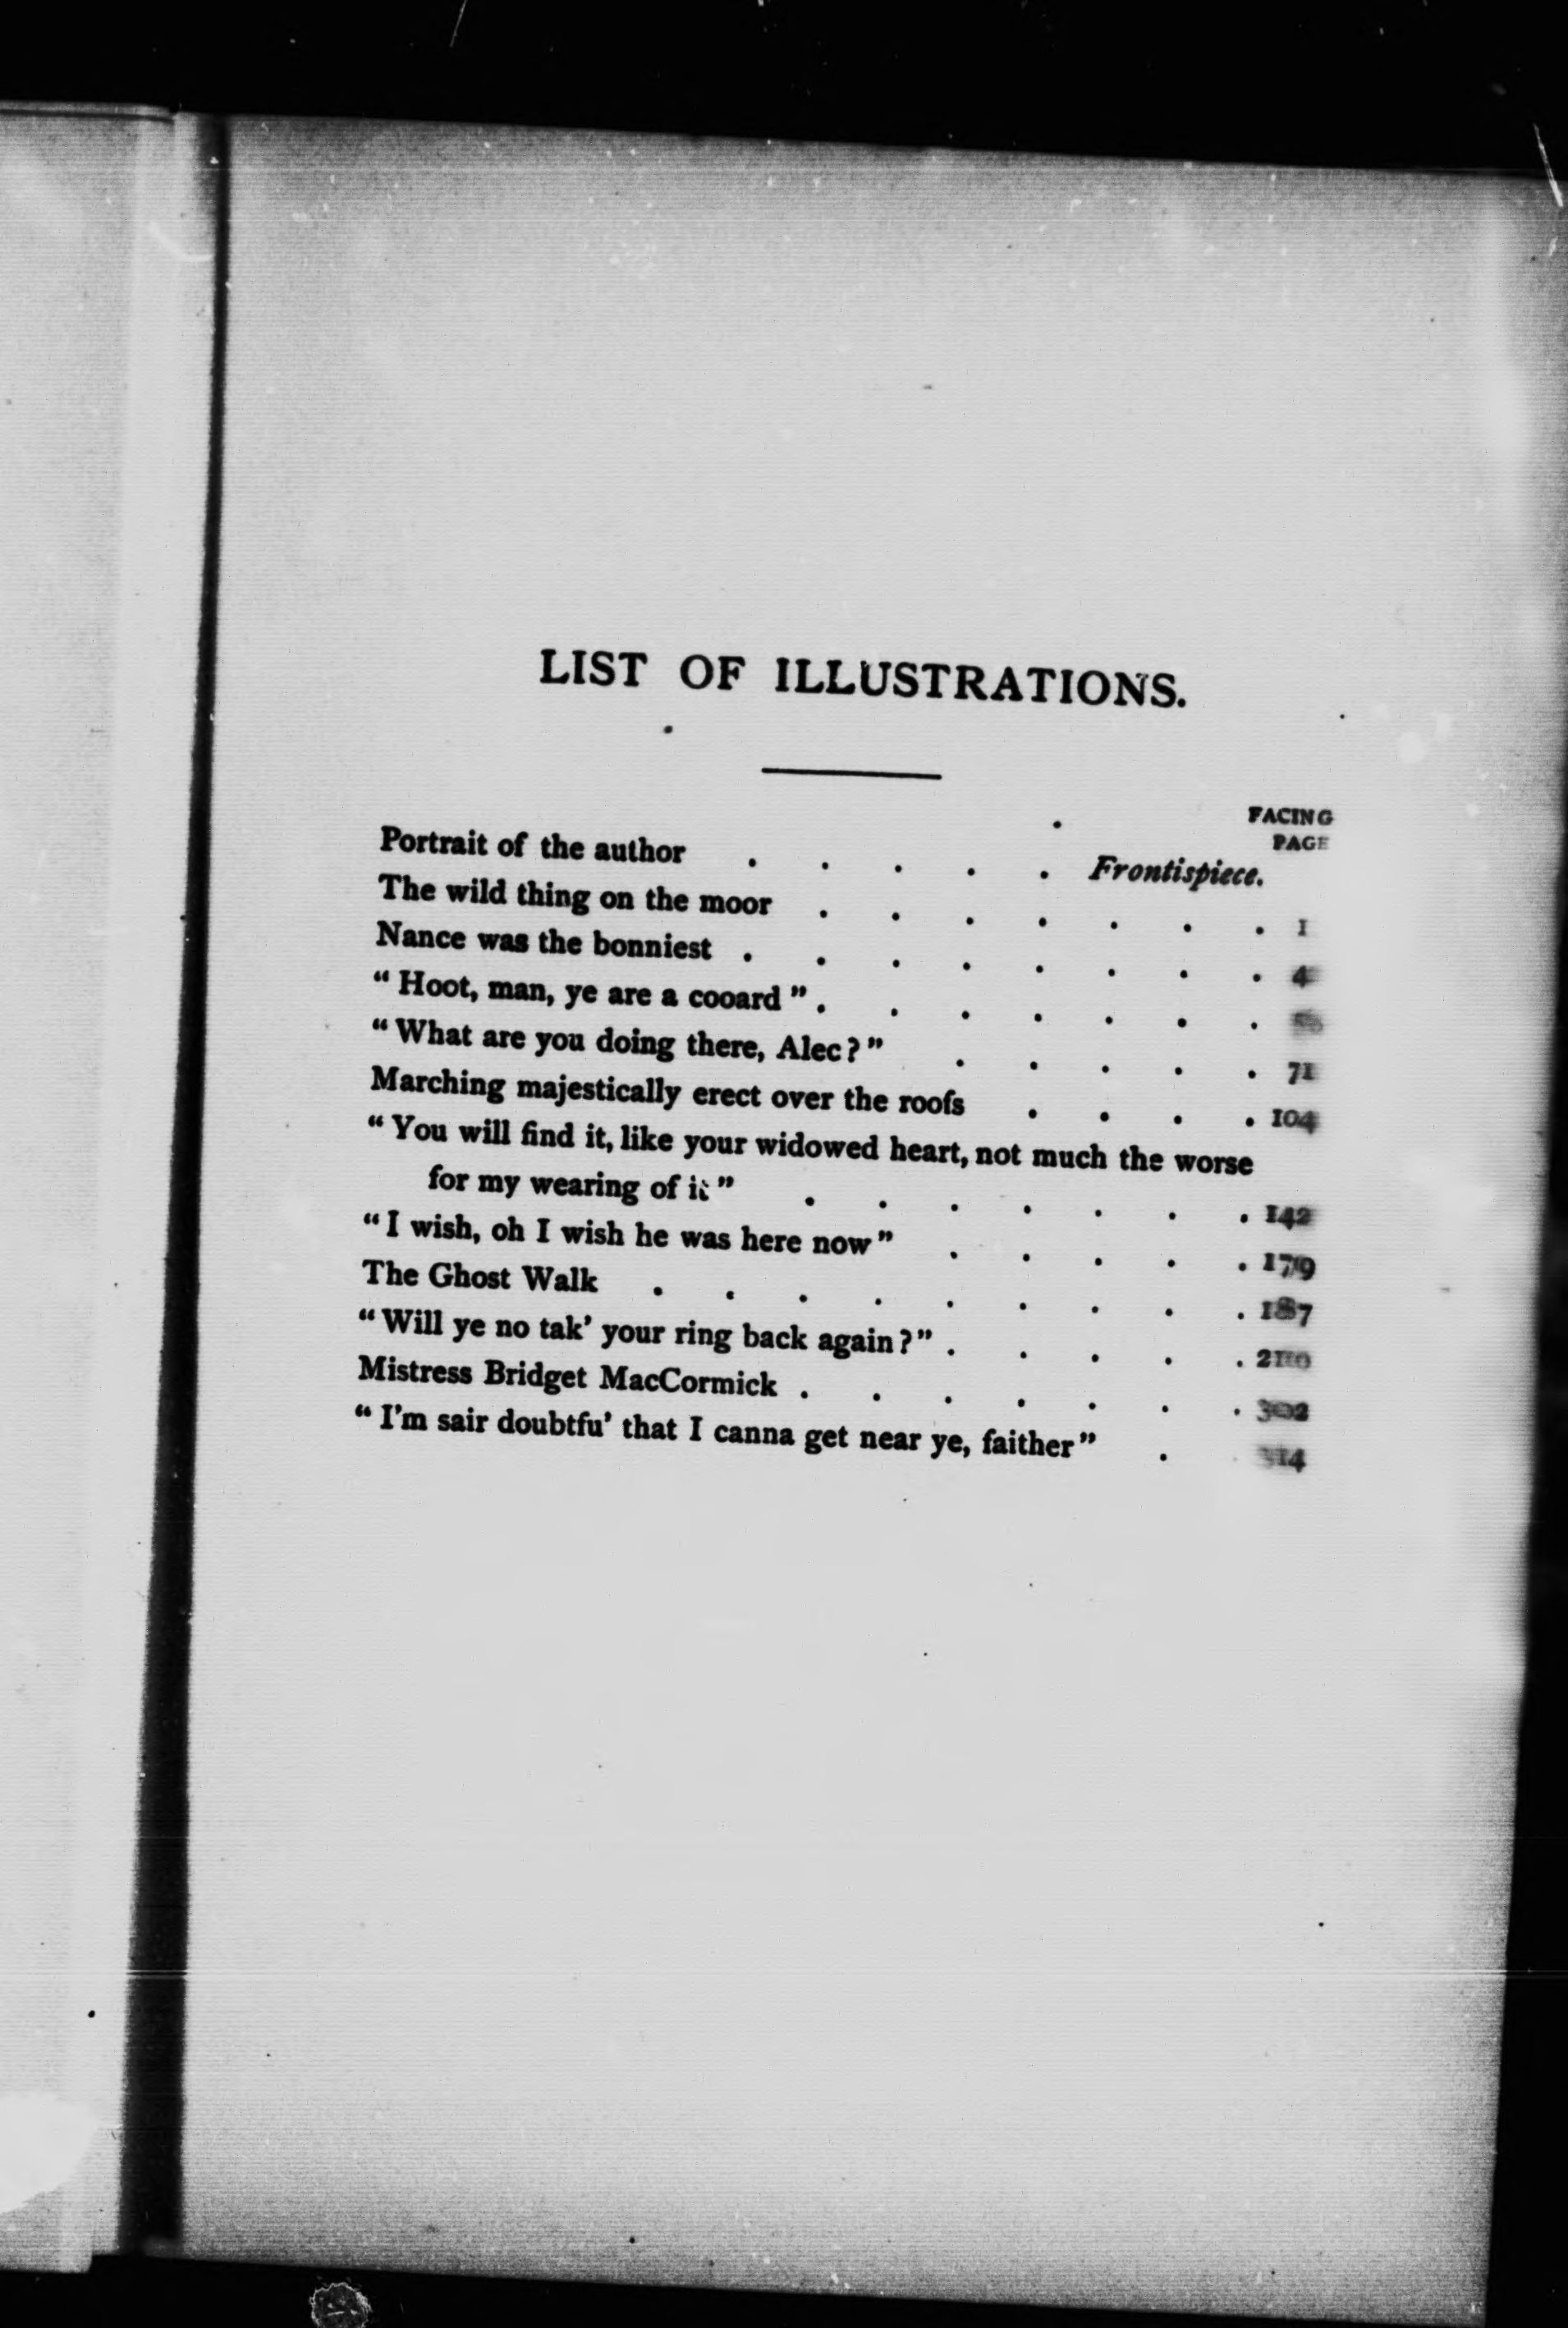 LIST OF ILLUSTRATIONS.
FACING
PAGE
Portrait of the author . . . . . Frontispiece.
The wild thing on the moor . . . . . . . 1
Nance was the bonniest . . . . . . . . 4
“Hoot, man, ye are a cooard” . . . . . . .
“What are you doing there, Alec?” . . . . . 71
Marching majestically erect over the roofs . . . . 104
“You will find it, like your widowed heart, not much the worse
for my wearing of it” . . . . . . . 142
“I wish, oh I wish he was here now” . . . . . 179
The Ghost Walk . . . . . . . . . 187
“Will ye no tak’ your ring back again?” . . . . . 210
Mistress Bridget MacCormick . . . . . . . 302
“I’m sair doubtfu’ that I canna get near ye, faither” . . 314